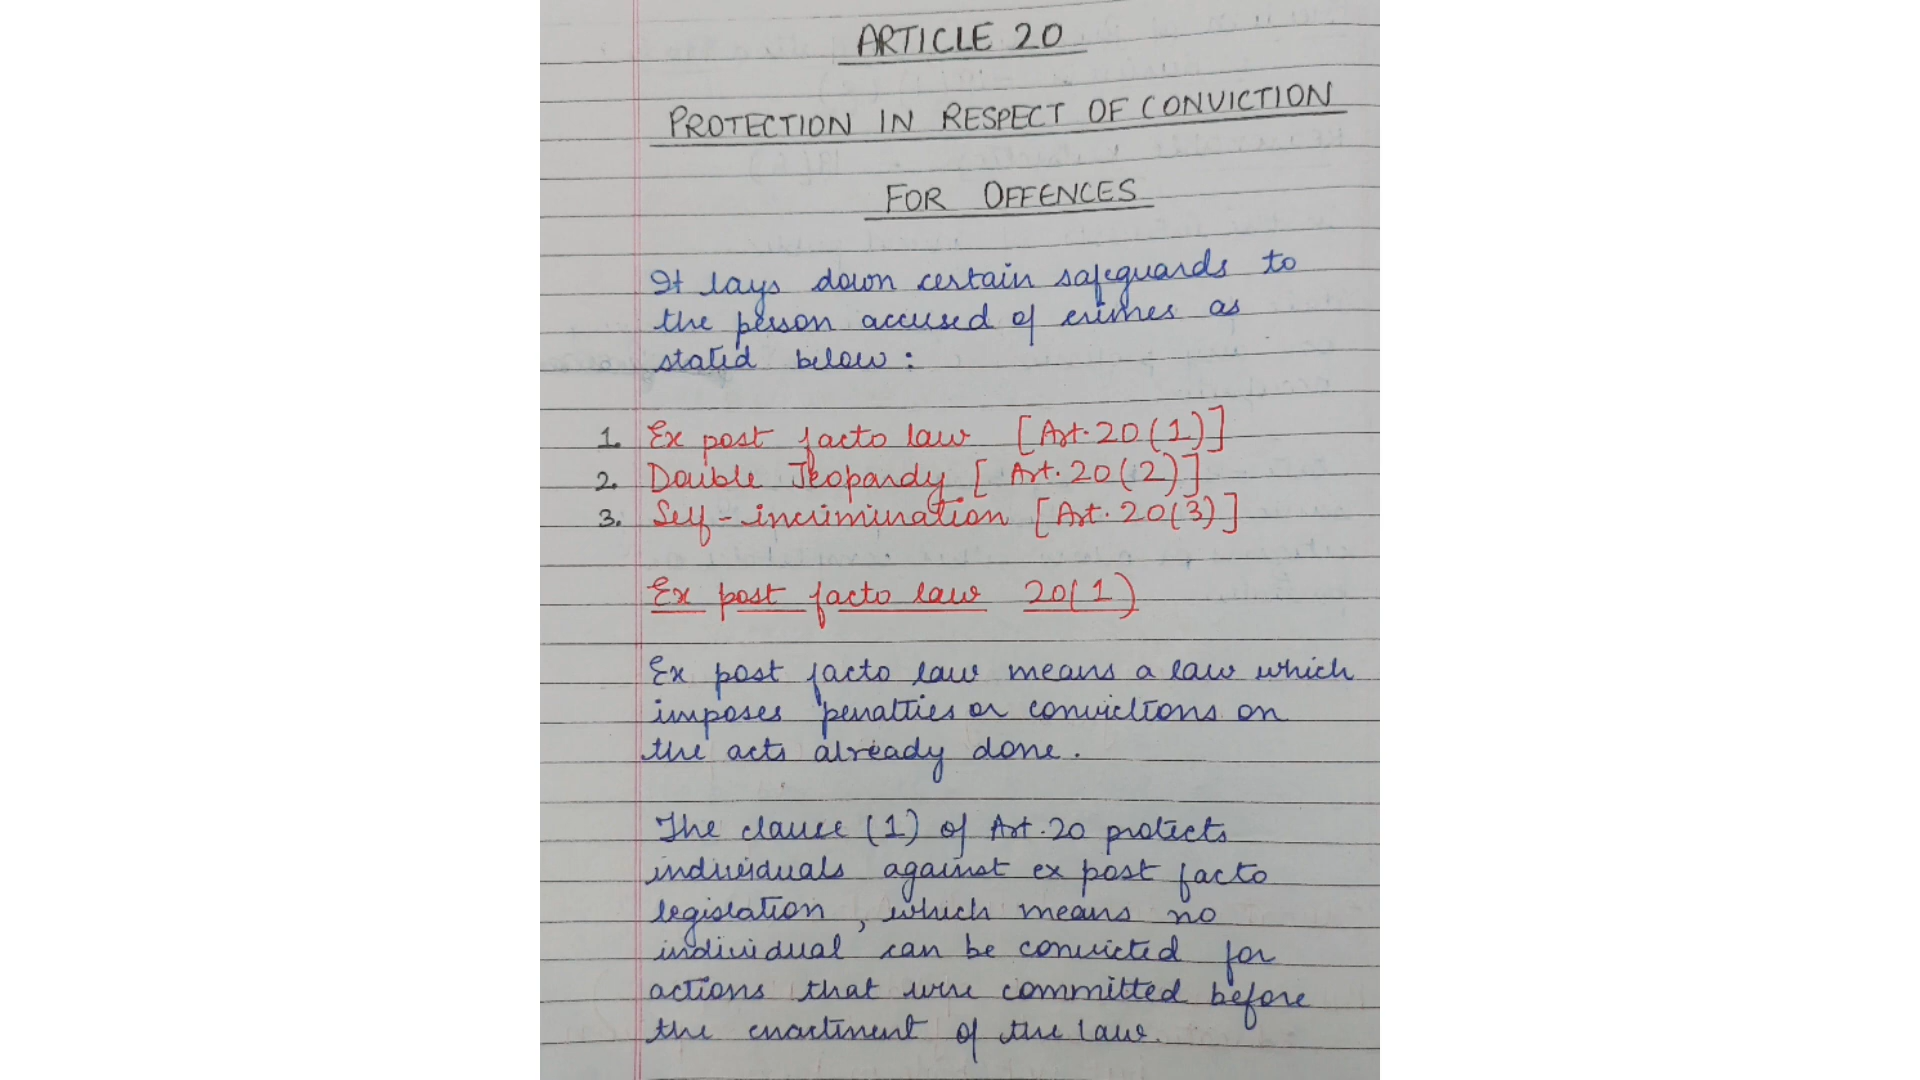 ARTICLE 20
PROTECTION IN RESPECT OF CONVICTION
FOR OFFENCES
It lays down certain safeguards to
the person accused of crimes as
stated below :
1. Ex post facto law [Art. 20(1)]
2. Double Jeopardy [Art. 20(2)]
3. Self-incrimination [Art. 20(3)]
Ex post facto law 20(1)
Ex post facto law means a law which
imposes penalties or convictions on
the acts already done.
The clause (1) of Art. 20 protects
individuals against ex post facto
legislation, which means no
individual can be convicted for
actions that were committed before
the enactment of the law.